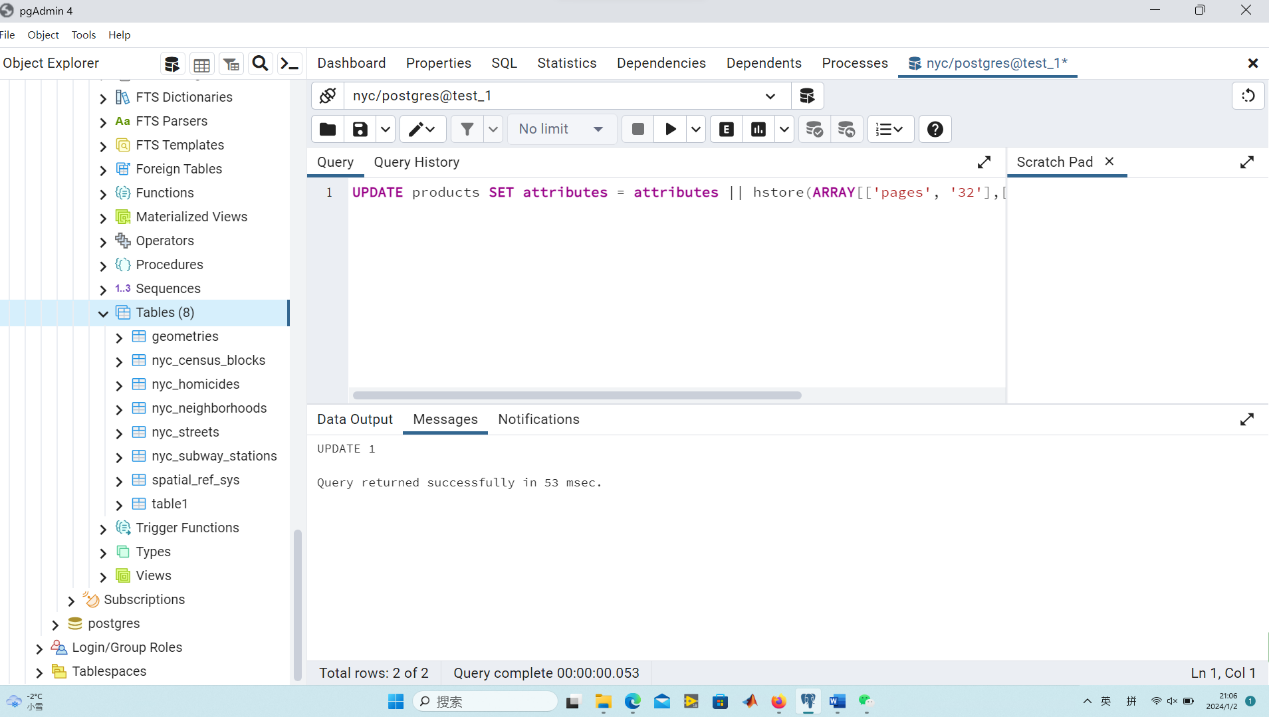 pgAdmin 4
File Object Tools Help
Object Explorer
Dashboard Properties SQL Statistics Dependencies Dependents Processes nyc/postgres@test_1*
nyc/postgres@test_1
No limit
Query Query History
Scratch Pad
1 UPDATE products SET attributes = attributes || hstore(ARRAY[['pages', '32'],[
FTS Dictionaries
Aa FTS Parsers
FTS Templates
Foreign Tables
Functions
Materialized Views
Operators
Procedures
1..3 Sequences
Tables (8)
geometries
nyc_census_blocks
nyc_homicides
nyc_neighborhoods
nyc_streets
nyc_subway_stations
spatial_ref_sys
table1
Trigger Functions
Types
Views
Subscriptions
postgres
Login/Group Roles
Tablespaces
Data Output Messages Notifications
UPDATE 1
Query returned successfully in 53 msec.
Total rows: 2 of 2 Query complete 00:00:00.053 Ln 1, Col 1
-2°C
小雪
搜索
英 拼
21:06
2024/1/2
1